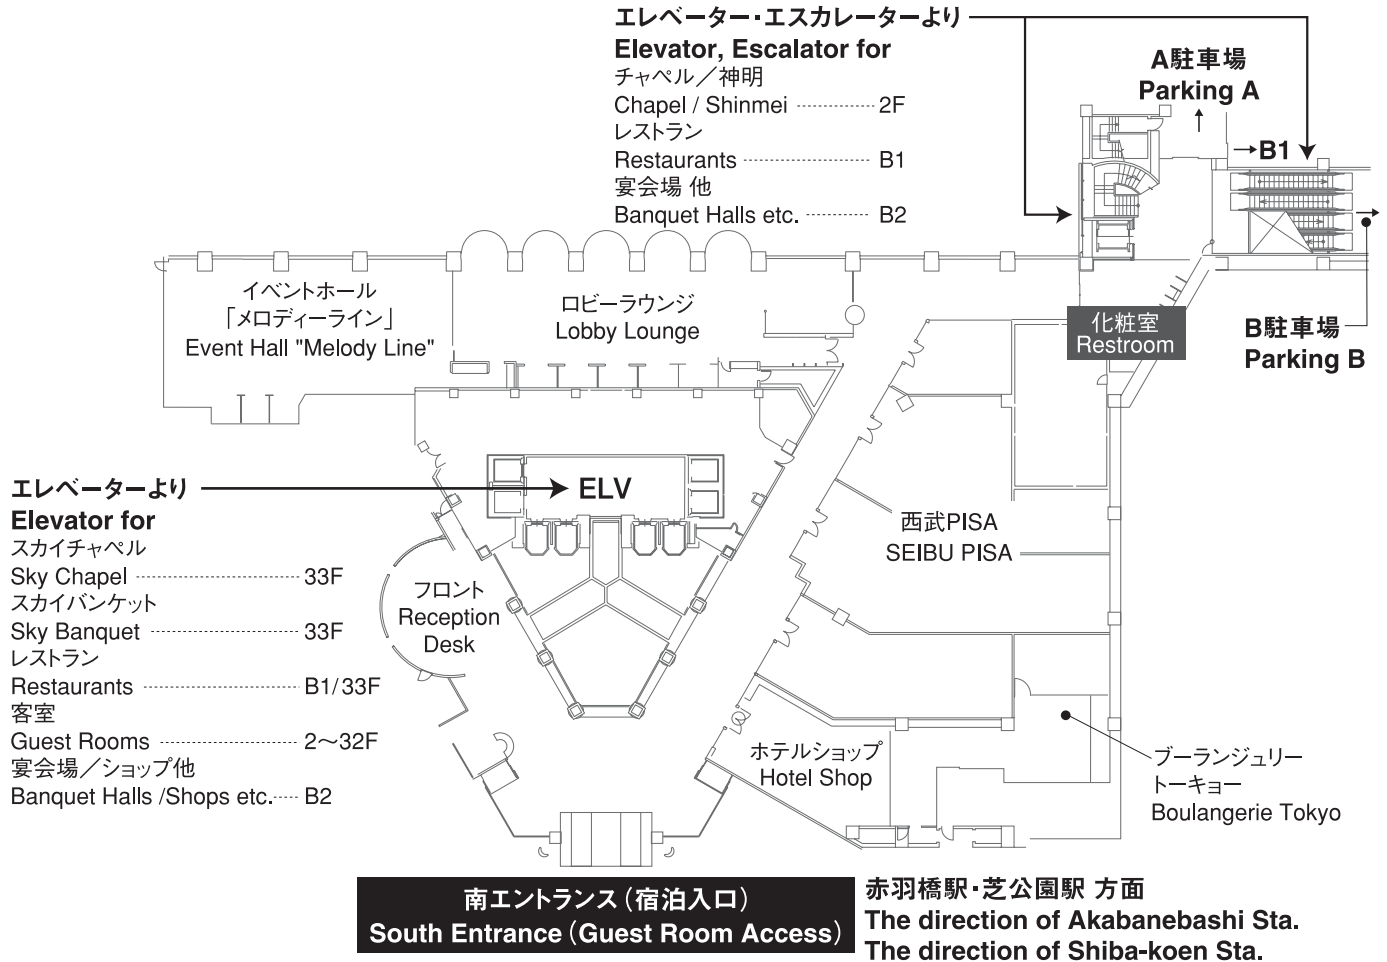 エレベーター・エスカレーターより
Elevator, Escalator for
チャペル／神明
Chapel / Shinmei 2F
レストラン
Restaurants B1
宴会場 他
Banquet Halls etc. B2
A駐車場
Parking A
→B1
B駐車場
Parking B
イベントホール
「メロディーライン」
Event Hall "Melody Line"
ロビーラウンジ
Lobby Lounge
化粧室
Restroom
エレベーターより
Elevator for
スカイチャペル
Sky Chapel 33F
スカイバンケット
Sky Banquet 33F
レストラン
Restaurants B1/33F
客室
Guest Rooms 2〜32F
宴会場／ショップ他
Banquet Halls /Shops etc. B2
ELV
フロント
Reception
Desk
西武PISA
SEIBU PISA
ホテルショップ
Hotel Shop
ブーランジュリー
トーキョー
Boulangerie Tokyo
南エントランス（宿泊入口）
South Entrance（Guest Room Access）
赤羽橋駅・芝公園駅 方面
The direction of Akabanebashi Sta.
The direction of Shiba-koen Sta.